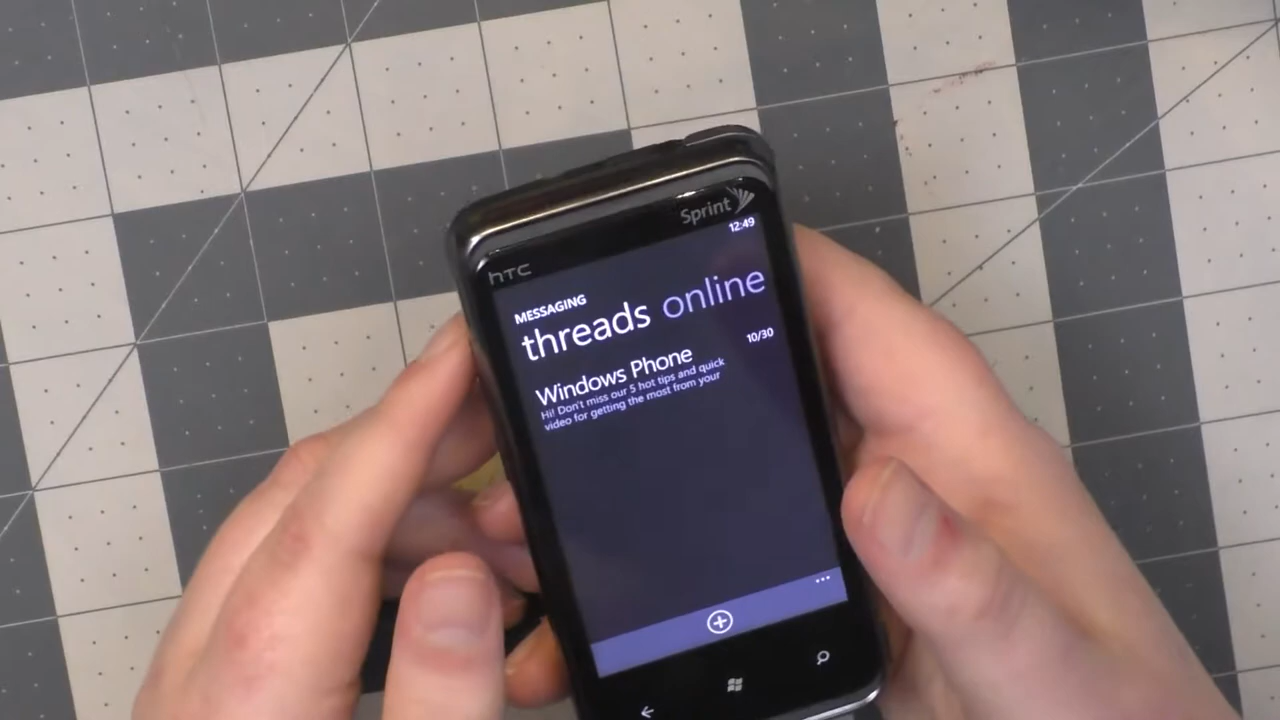 Sprint
hTC
12:49
MESSAGING
threads online
Windows Phone
10/30
Hi! Don't miss our 5 hot tips and quick
video for getting the most from your